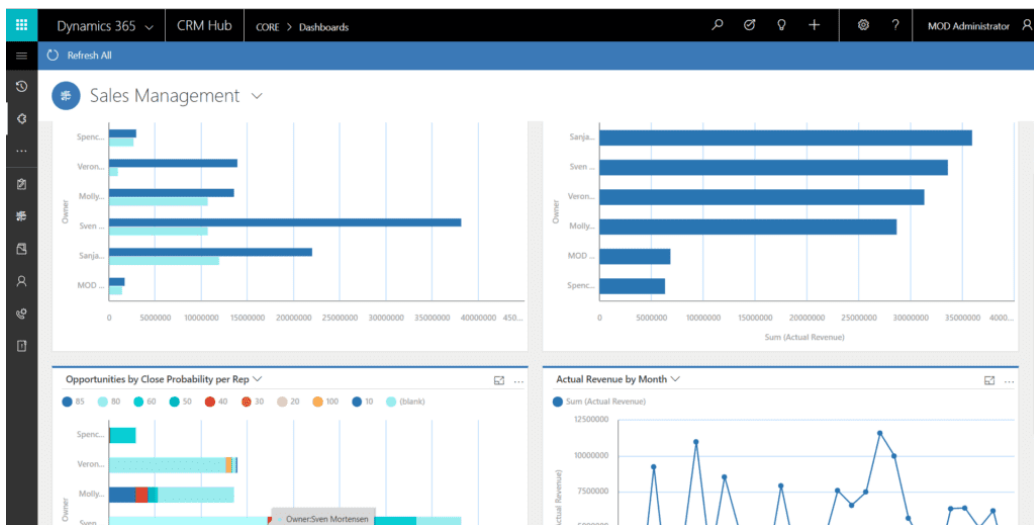 Dynamics 365 CRM Hub CORE > Dashboards ? MOD Administrator
Refresh All
Sales Management
Spenc...
Veron...
Molly...
Sven ...
Sanja...
MOD ...
Owner
0 5000000 10000000 15000000 20000000 25000000 30000000 35000000 40000000 450...
Sanja...
Sven ...
Veron...
Molly...
MOD ...
Spenc...
Owner
0 5000000 10000000 15000000 20000000 25000000 30000000 35000000 4000...
Sum (Actual Revenue)
Opportunities by Close Probability per Rep
85 80 60 50 40 30 20 100 10 (blank)
Spenc...
Veron...
Molly...
Sven
Owner
Owner:Sven Mortensen
Actual Revenue by Month
Sum (Actual Revenue)
12500000
10000000
7500000
5000000